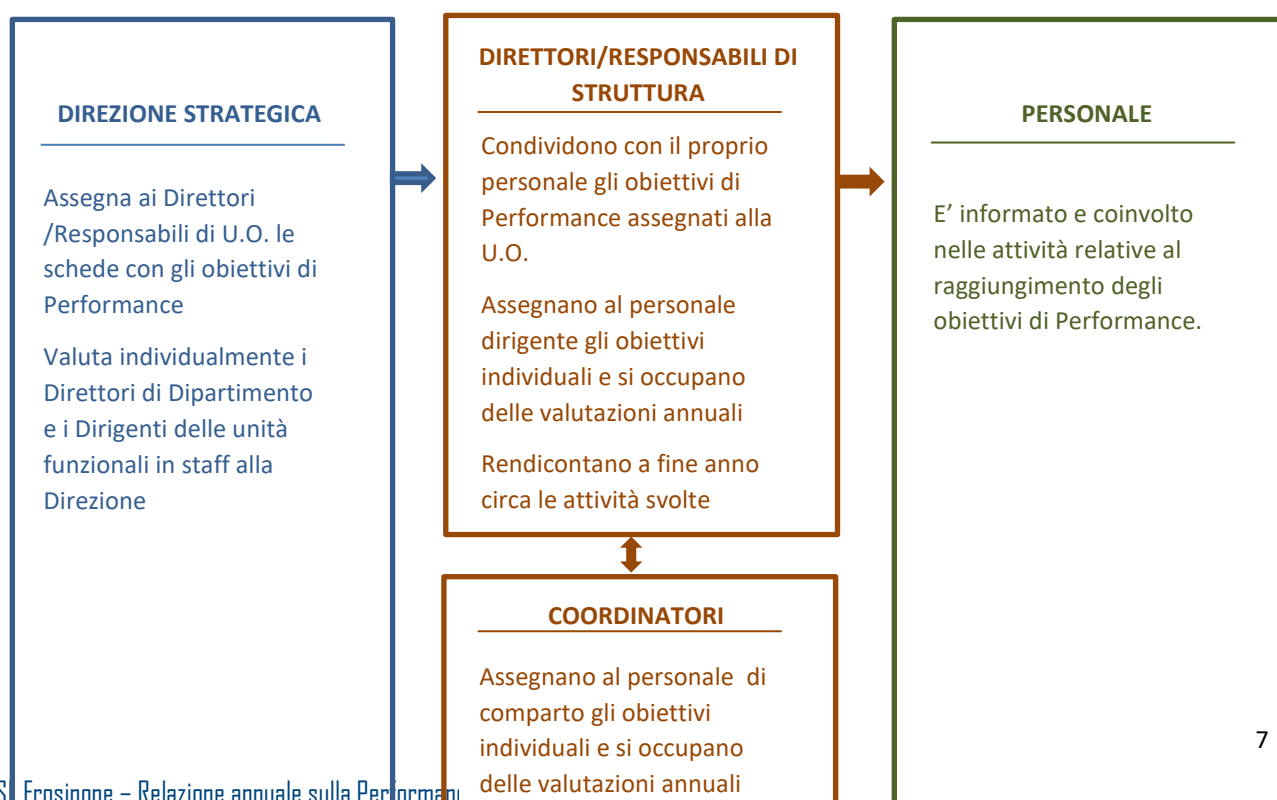 DIREZIONE STRATEGICA
Assegna ai Direttori
/Responsabili di U.O. le
schede con gli obiettivi di
Performance
Valuta individualmente i
Direttori di Dipartimento
e i Dirigenti delle unità
funzionali in staff alla
Direzione
DIRETTORI/RESPONSABILI DI
STRUTTURA
Condividono con il proprio
personale gli obiettivi di
Performance assegnati alla
U.O.
Assegnano al personale
dirigente gli obiettivi
individuali e si occupano
delle valutazioni annuali
Rendicontano a fine anno
circa le attività svolte
COORDINATORI
Assegnano al personale di
comparto gli obiettivi
individuali e si occupano
delle valutazioni annuali
PERSONALE
E’ informato e coinvolto
nelle attività relative al
raggiungimento degli
obiettivi di Performance.
7
Frosinone – Relazione annuale sulla